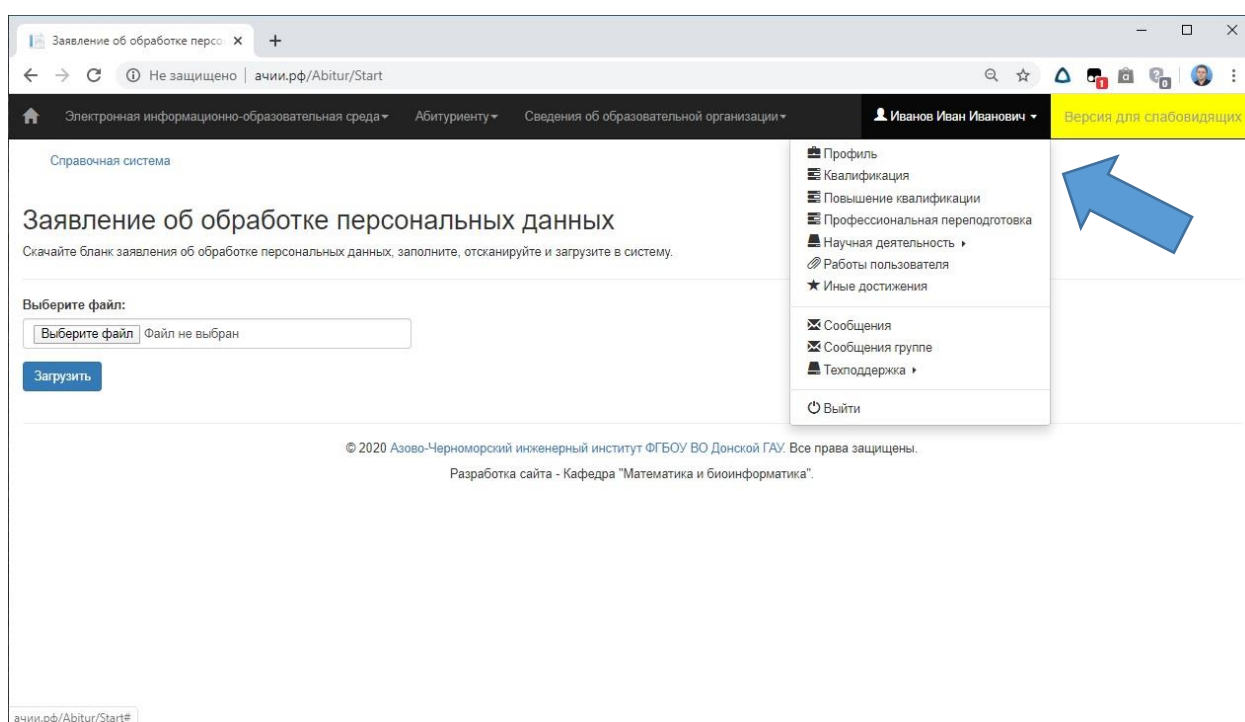 Заявление об обработке персо
Не защищено | ачии.рф/Abitur/Start
Электронная информационно-образовательная среда
Абитуриенту
Сведения об образовательной организации
Иванов Иван Иванович
Версия для слабовидящих
Справочная система
Заявление об обработке персональных данных
Скачайте бланк заявления об обработке персональных данных, заполните, отсканируйте и загрузите в систему.
Выберите файл:
Выберите файл Файл не выбран
Загрузить
Профиль
Квалификация
Повышение квалификации
Профессиональная переподготовка
Научная деятельность
Работы пользователя
Иные достижения
Сообщения
Сообщения группе
Техподдержка
Выйти
© 2020 Азово-Черноморский инженерный институт ФГБОУ ВО Донской ГАУ. Все права защищены.
Разработка сайта - Кафедра "Математика и биоинформатика".
ачии.рф/Abitur/Start#